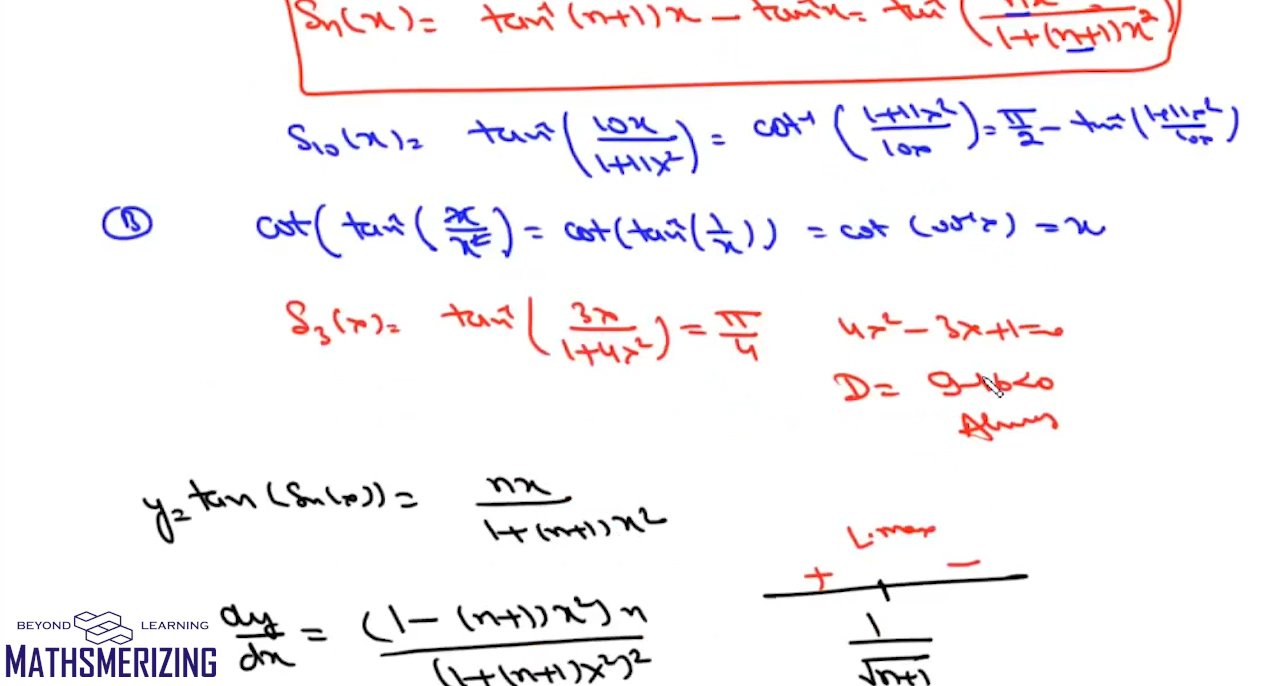 Sn(x) = tan⁻¹(n+1)x − tan⁻¹x = tan⁻¹(nx / 1+(n+1)x²)
S₁₀(x) = tan⁻¹(10x / 1+11x²) = cot⁻¹(1+11x² / 10x) = π/2 − tan⁻¹(1+11x² / 10x)
(B) cot(tan⁻¹(x / x²) = cot(tan⁻¹(1/x)) = cot(cot⁻¹x) = x
S₃(x) = tan⁻¹(3x / 1+4x²) = π/4 4x² − 3x + 1 = 0
D = 9−16<0
y = tan(Sn(x)) = nx / 1+(n+1)x²
L.max
+ −
dy/dx = (1−(n+1)x²)n / (1+(n+1)x²)² 1/√n+1
BEYOND LEARNING
MATHSMERIZING